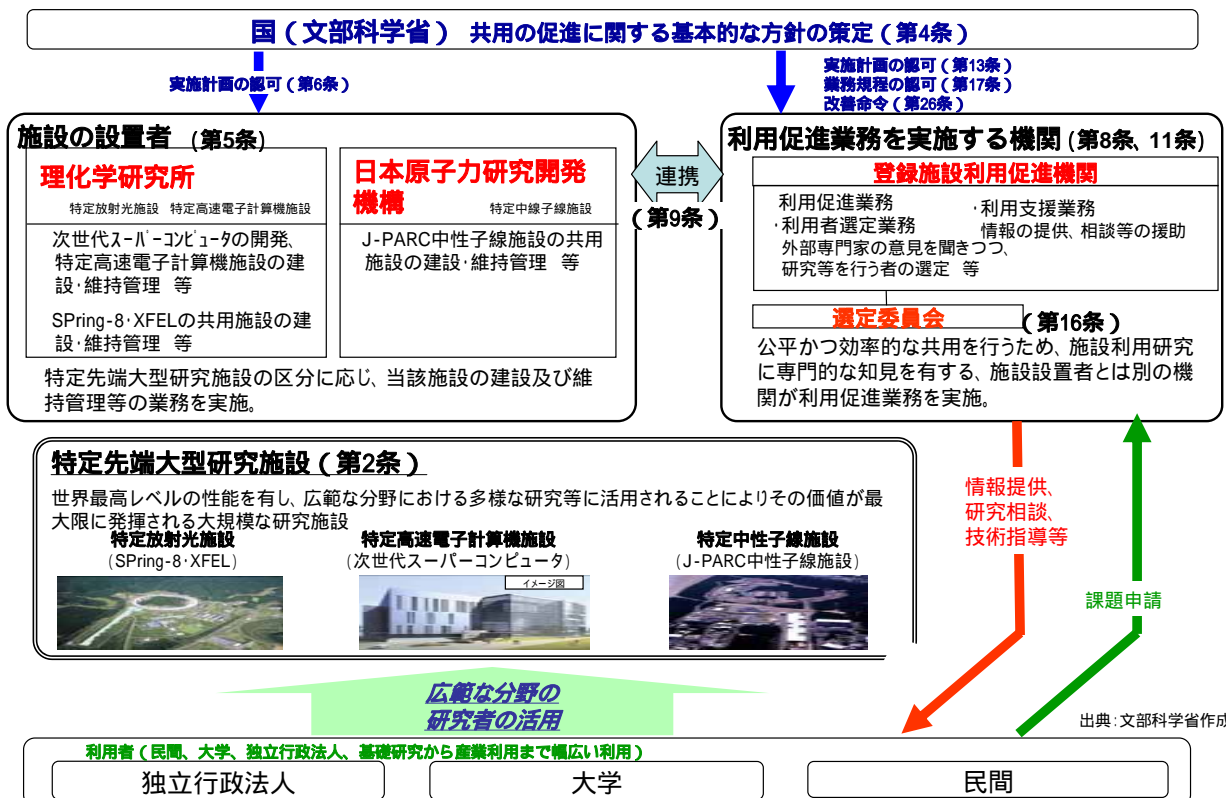 国（文部科学省） 共用の促進に関する基本的な方針の策定（第4条）
実施計画の認可（第6条）
実施計画の認可（第13条）
業務規程の認可（第17条）
改善命令（第26条）
施設の設置者 (第5条)
理化学研究所
特定放射光施設 特定高速電子計算機施設
次世代スーパーコンピュータの開発、
特定高速電子計算機施設の建
設･維持管理 等
SPring-8･XFELの共用施設の建
設･維持管理 等
日本原子力研究開発
機構
特定中線子線施設
J-PARC中性子線施設の共用
施設の建設･維持管理 等
特定先端大型研究施設の区分に応じ、当該施設の建設及び維
持管理等の業務を実施。
連携
（第9条）
利用促進業務を実施する機関 (第8条、11条)
登録施設利用促進機関
利用促進業務
･利用者選定業務
外部専門家の意見を聞きつつ、
研究等を行う者の選定 等
･利用支援業務
情報の提供、相談等の援助
選定委員会
（第16条）
公平かつ効率的な共用を行うため、施設利用研究
に専門的な知見を有する、施設設置者とは別の機
関が利用促進業務を実施。
特定先端大型研究施設（第2条）
世界最高レベルの性能を有し、広範な分野における多様な研究等に活用されることによりその価値が最
大限に発揮される大規模な研究施設
特定放射光施設
(SPring-8･XFEL)
特定高速電子計算機施設
(次世代スーパーコンピュータ)
イメージ図
特定中性子線施設
(J-PARC中性子線施設)
情報提供、
研究相談、
技術指導等
課題申請
広範な分野の
研究者の活用
出典：文部科学省作成
利用者（民間、大学、独立行政法人、基礎研究から産業利用まで幅広い利用）
独立行政法人
大学
民間